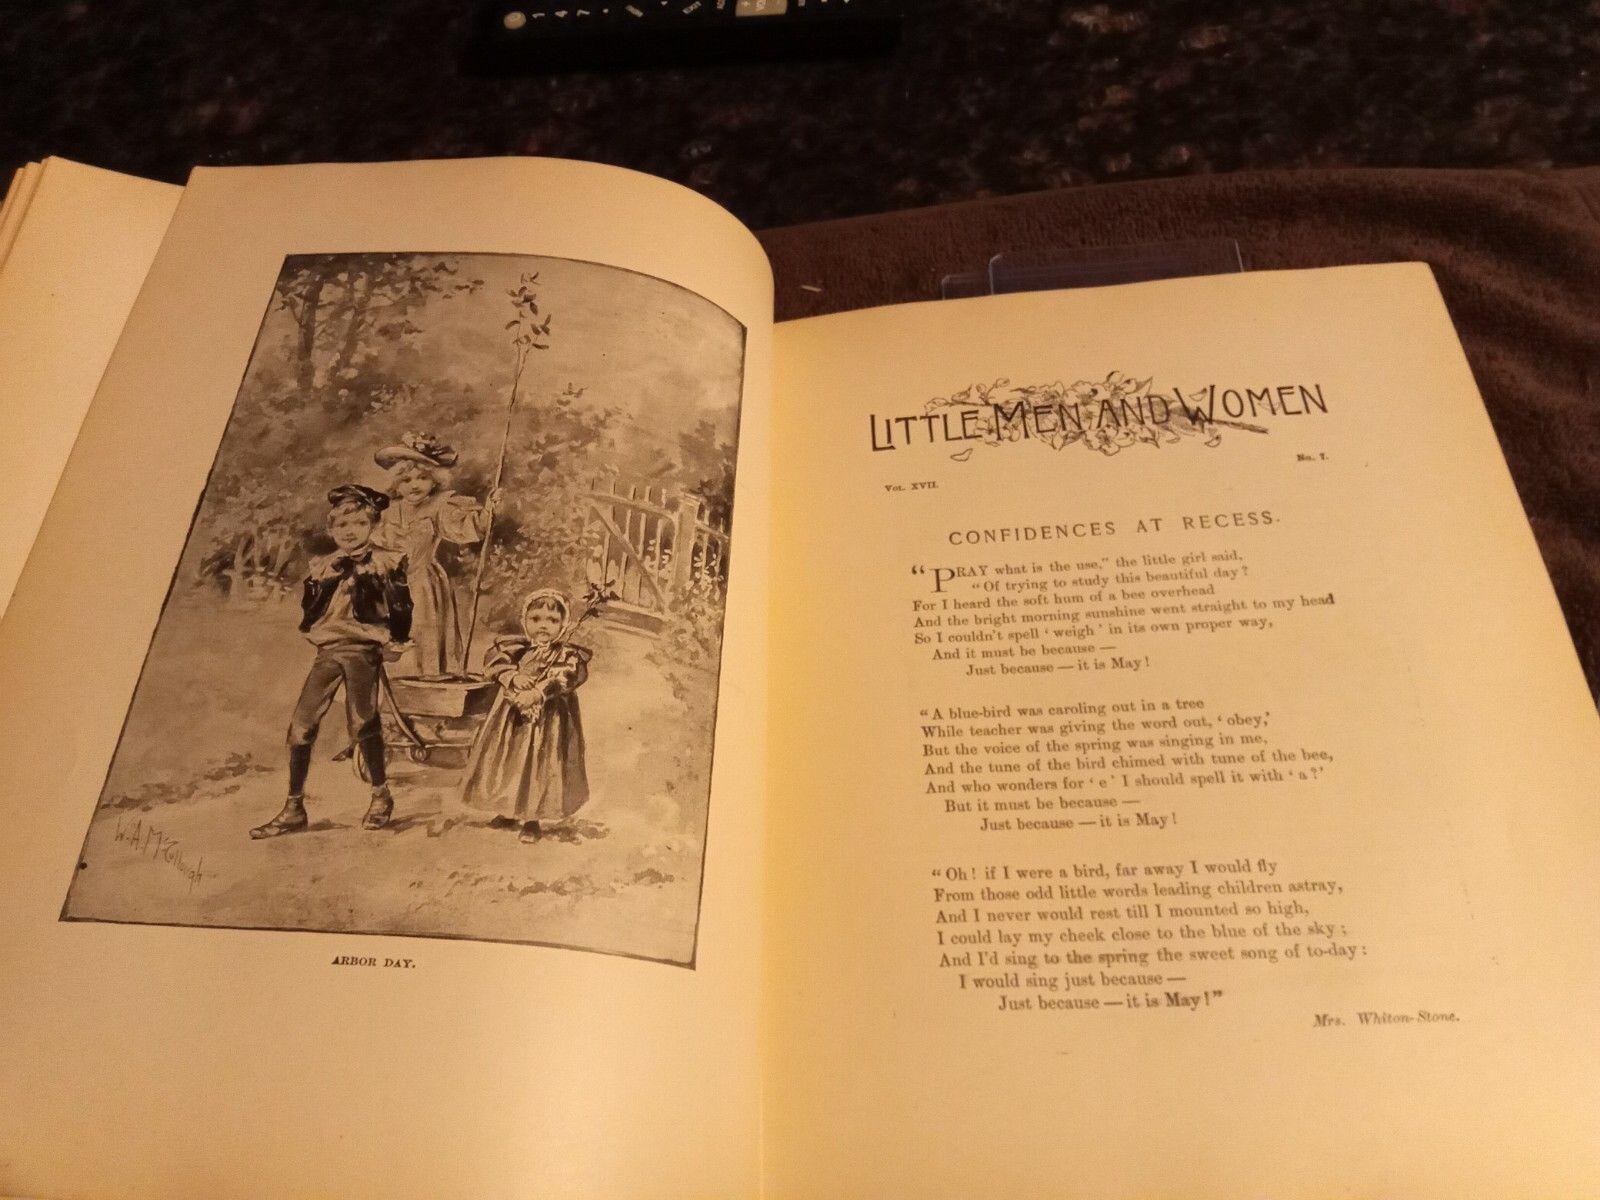 W. A. McCullough
ARBOR DAY.
LITTLE MEN AND WOMEN
No. 7.
VOL. XVII.
CONFIDENCES AT RECESS.
“PRAY what is the use,” the little girl said,
“Of trying to study this beautiful day?
For I heard the soft hum of a bee overhead
And the bright morning sunshine went straight to my head
So I couldn't spell ‘weigh’ in its own proper way,
And it must be because —
Just because — it is May!
“A blue-bird was caroling out in a tree
While teacher was giving the word out, ‘obey,’
But the voice of the spring was singing in me,
And the tune of the bird chimed with tune of the bee,
And who wonders for ‘e’ I should spell it with ‘a?’
But it must be because —
Just because — it is May!
“Oh! if I were a bird, far away I would fly
From those odd little words leading children astray,
And I never would rest till I mounted so high,
I could lay my cheek close to the blue of the sky;
And I'd sing to the spring the sweet song of to-day:
I would sing just because —
Just because — it is May!”
Mrs. Whiton-Stone.